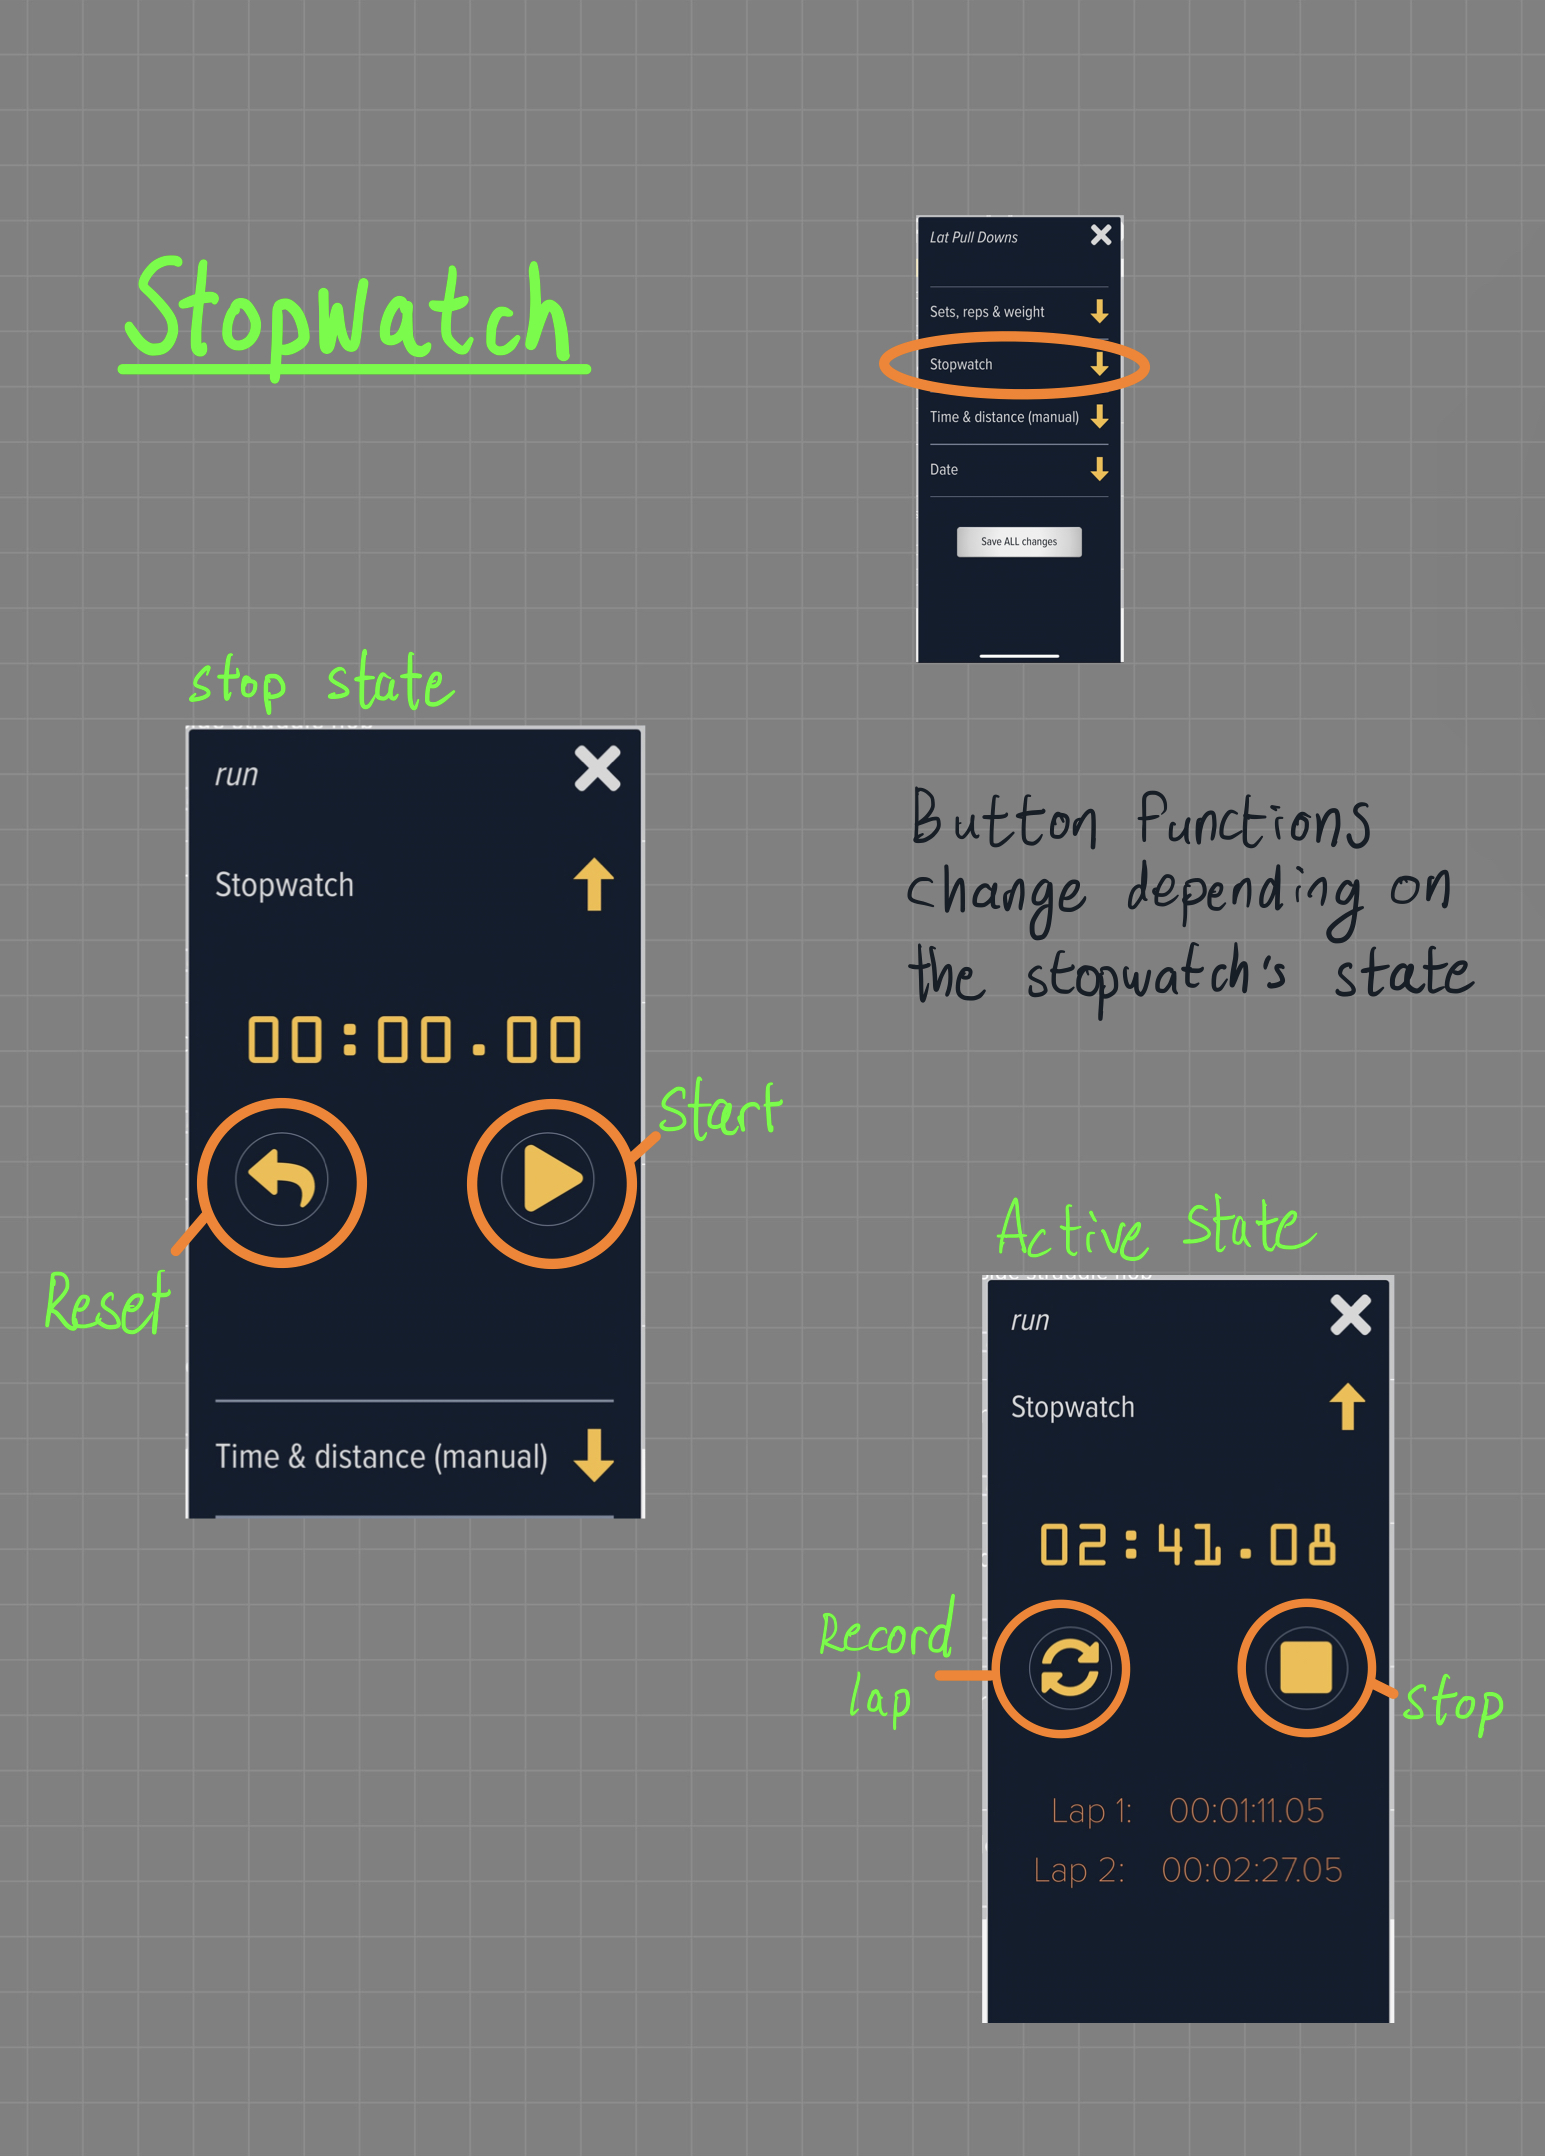 Stopwatch
Lat Pull Downs
Sets, reps & weight
Stopwatch
Time & distance (manual)
Date
Save ALL changes
stop state
run
Stopwatch
00:00.00
Start
Reset
Time & distance (manual)
Button functions
change depending on
the stopwatch's state
Active State
run
Stopwatch
02:41.08
Record
lap
Stop
Lap 1: 00:01:11.05
Lap 2: 00:02:27.05